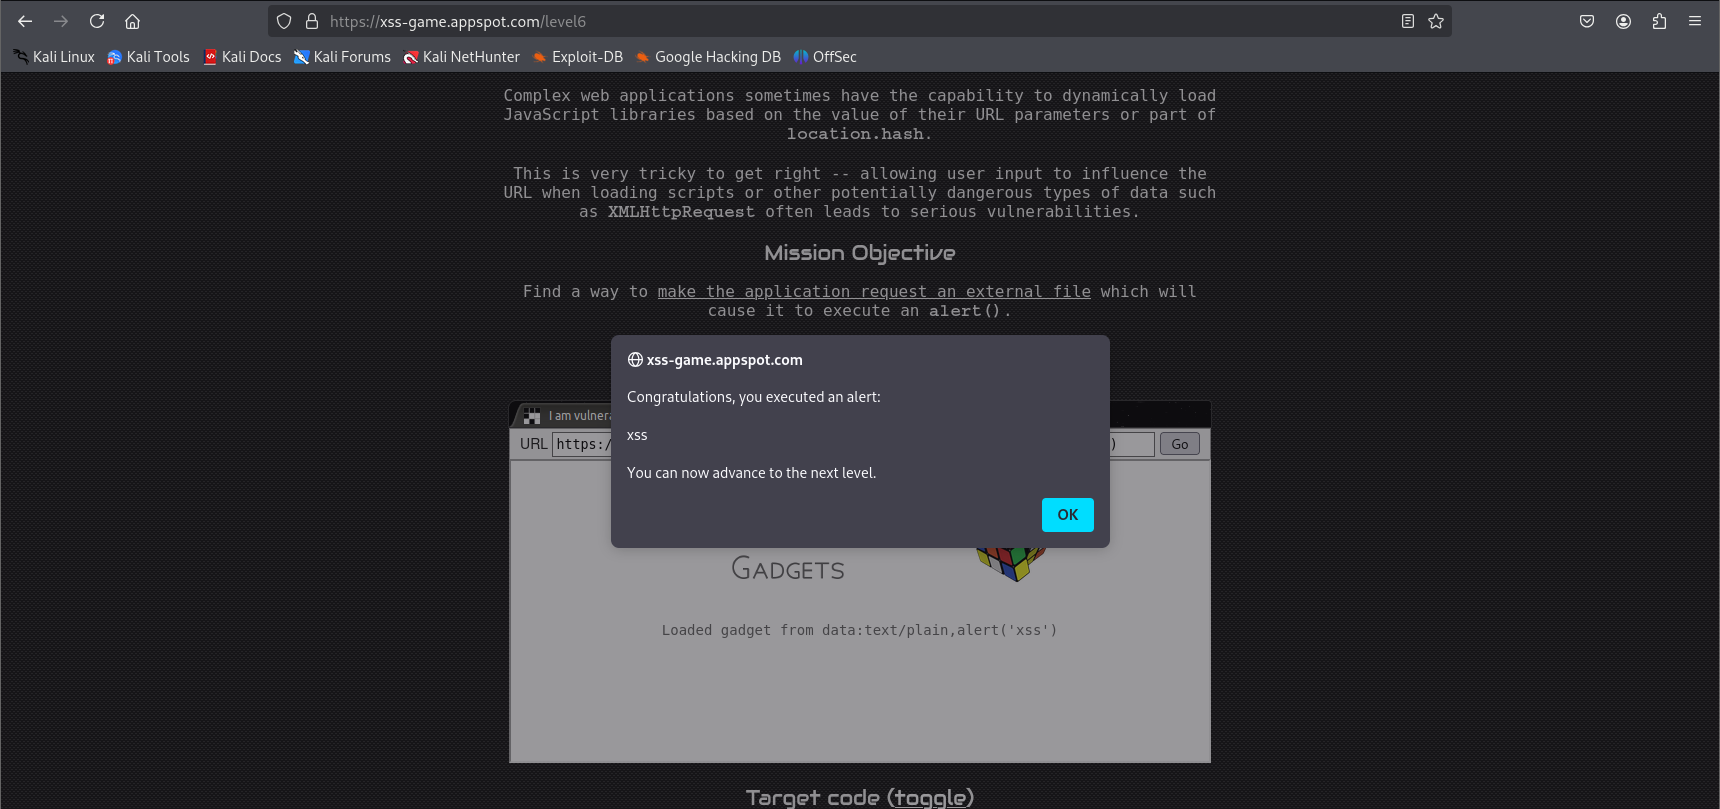 https://xss-game.appspot.com/level6
Kali Linux Kali Tools Kali Docs Kali Forums Kali NetHunter Exploit-DB Google Hacking DB OffSec
Complex web applications sometimes have the capability to dynamically load
JavaScript libraries based on the value of their URL parameters or part of
location.hash.
This is very tricky to get right -- allowing user input to influence the
URL when loading scripts or other potentially dangerous types of data such
as XMLHttpRequest often leads to serious vulnerabilities.
Mission Objective
Find a way to make the application request an external file which will
cause it to execute an alert().
xss-game.appspot.com
Congratulations, you executed an alert:
xss
You can now advance to the next level.
OK
I am vulner
URL https:/ ) Go
GADGETS
Loaded gadget from data:text/plain,alert('xss')
Target code (toggle)